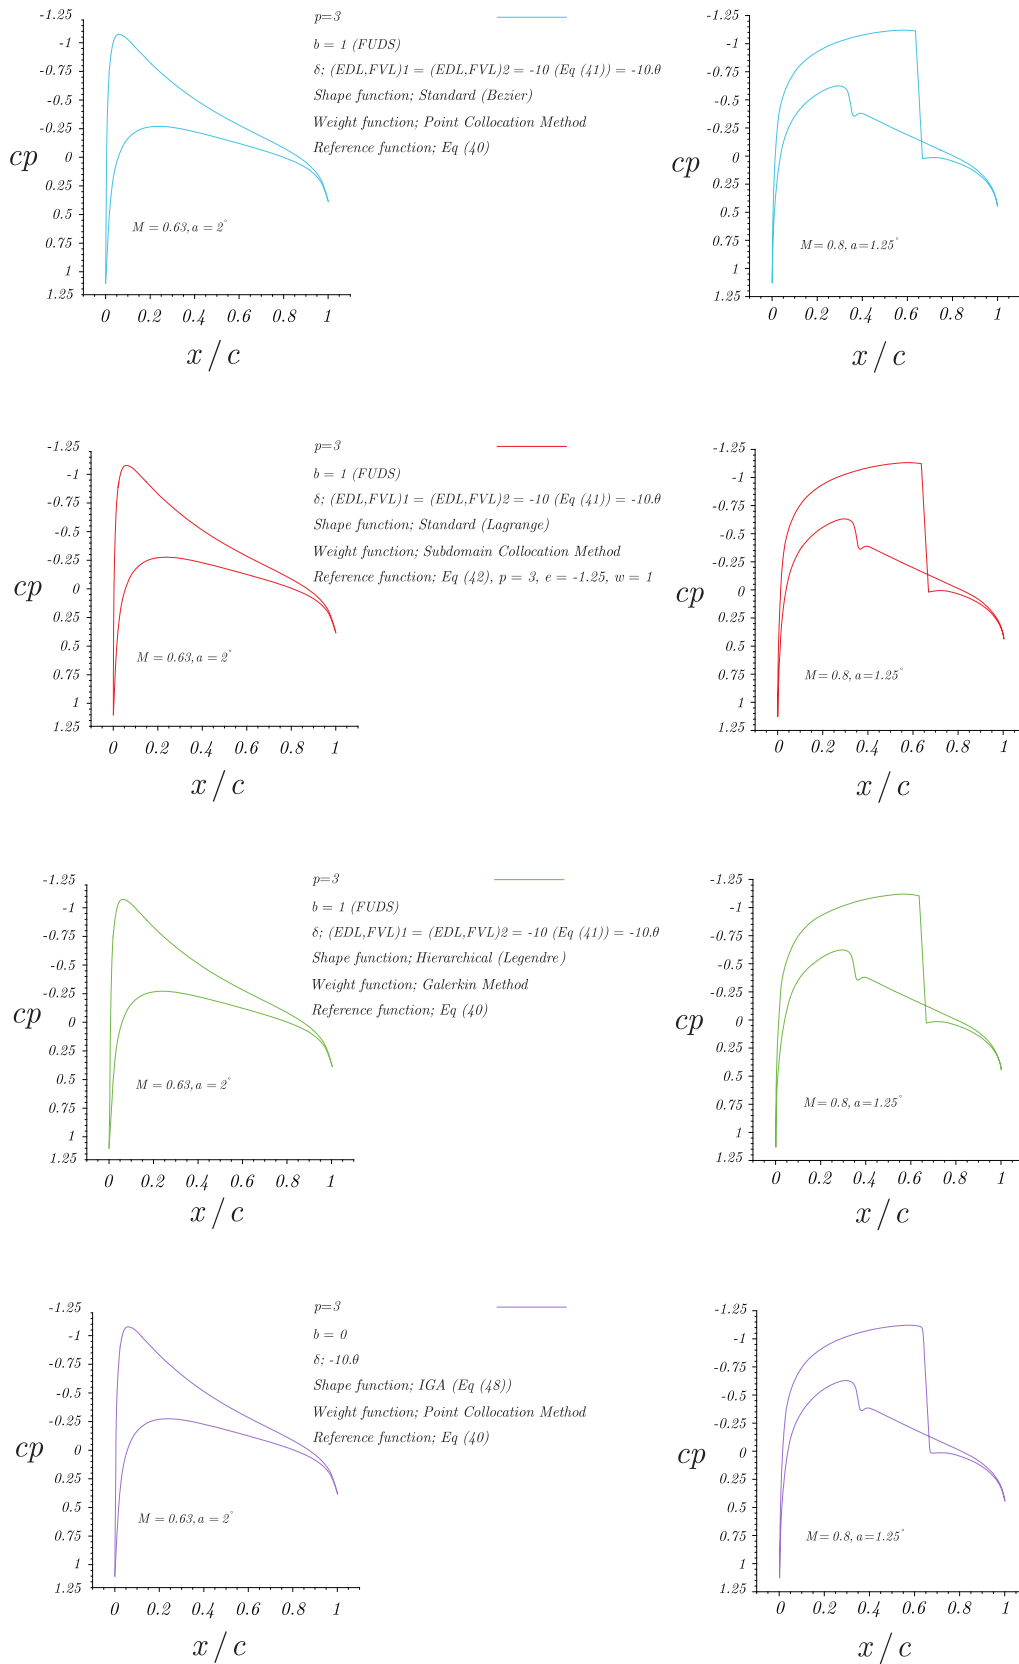 -1.25
-1
-0.75
-0.5
-0.25
0
0.25
0.5
0.75
1
1.25
cp
0 0.2 0.4 0.6 0.8 1
x / c
M = 0.63, a = 2°
p=3
b = 1 (FUDS)
δ; (EDL,FVL)1 = (EDL,FVL)2 = -10 (Eq (41)) = -10.θ
Shape function; Standard (Bezier)
Weight function; Point Collocation Method
Reference function; Eq (40)
-1.25
-1
-0.75
-0.5
-0.25
0
0.25
0.5
0.75
1
1.25
cp
0 0.2 0.4 0.6 0.8 1
x / c
M = 0.8, a=1.25°
-1.25
-1
-0.75
-0.5
-0.25
0
0.25
0.5
0.75
1
1.25
cp
0 0.2 0.4 0.6 0.8 1
x / c
M = 0.63, a = 2°
p=3
b = 1 (FUDS)
δ; (EDL,FVL)1 = (EDL,FVL)2 = -10 (Eq (41)) = -10.θ
Shape function; Standard (Lagrange)
Weight function; Subdomain Collocation Method
Reference function; Eq (42), p = 3, e = -1.25, w = 1
-1.25
-1
-0.75
-0.5
-0.25
0
0.25
0.5
0.75
1
1.25
cp
0 0.2 0.4 0.6 0.8 1
x / c
M = 0.8, a=1.25°
-1.25
-1
-0.75
-0.5
-0.25
0
0.25
0.5
0.75
1
1.25
cp
0 0.2 0.4 0.6 0.8 1
x / c
M = 0.63, a = 2°
p=3
b = 1 (FUDS)
δ; (EDL,FVL)1 = (EDL,FVL)2 = -10 (Eq (41)) = -10.θ
Shape function; Hierarchical (Legendre)
Weight function; Galerkin Method
Reference function; Eq (40)
-1.25
-1
-0.75
-0.5
-0.25
0
0.25
0.5
0.75
1
1.25
cp
0 0.2 0.4 0.6 0.8 1
x / c
M = 0.8, a=1.25°
-1.25
-1
-0.75
-0.5
-0.25
0
0.25
0.5
0.75
1
1.25
cp
0 0.2 0.4 0.6 0.8 1
x / c
M = 0.63, a = 2°
p=3
b = 0
δ; -10.θ
Shape function; IGA (Eq (48))
Weight function; Point Collocation Method
Reference function; Eq (40)
-1.25
-1
-0.75
-0.5
-0.25
0
0.25
0.5
0.75
1
1.25
cp
0 0.2 0.4 0.6 0.8 1
x / c
M = 0.8, a=1.25°